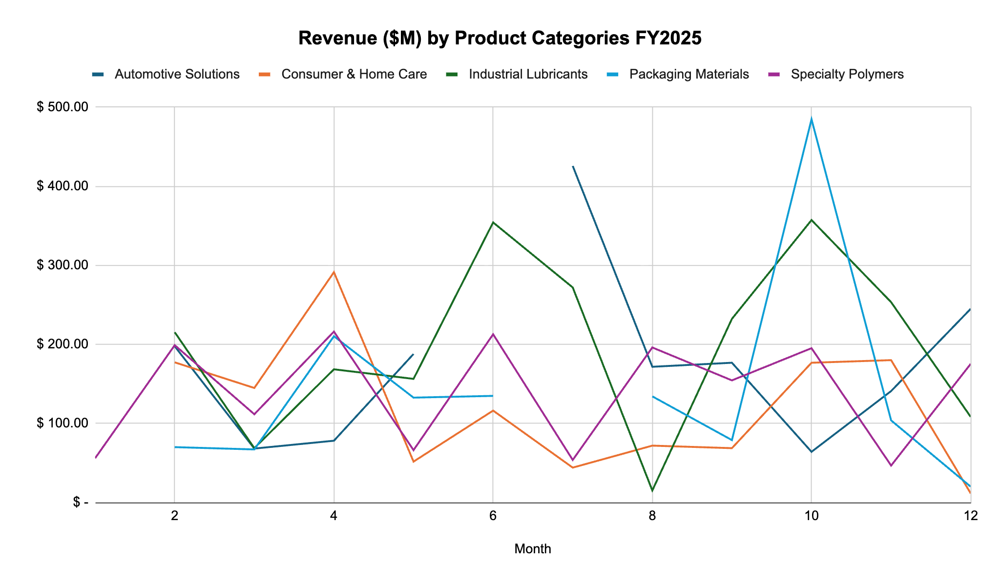 Revenue ($M) by Product Categories FY2025
Automotive Solutions Consumer & Home Care Industrial Lubricants Packaging Materials Specialty Polymers
$ 500.00
$ 400.00
$ 300.00
$ 200.00
$ 100.00
$ -
2 4 6 8 10 12
Month